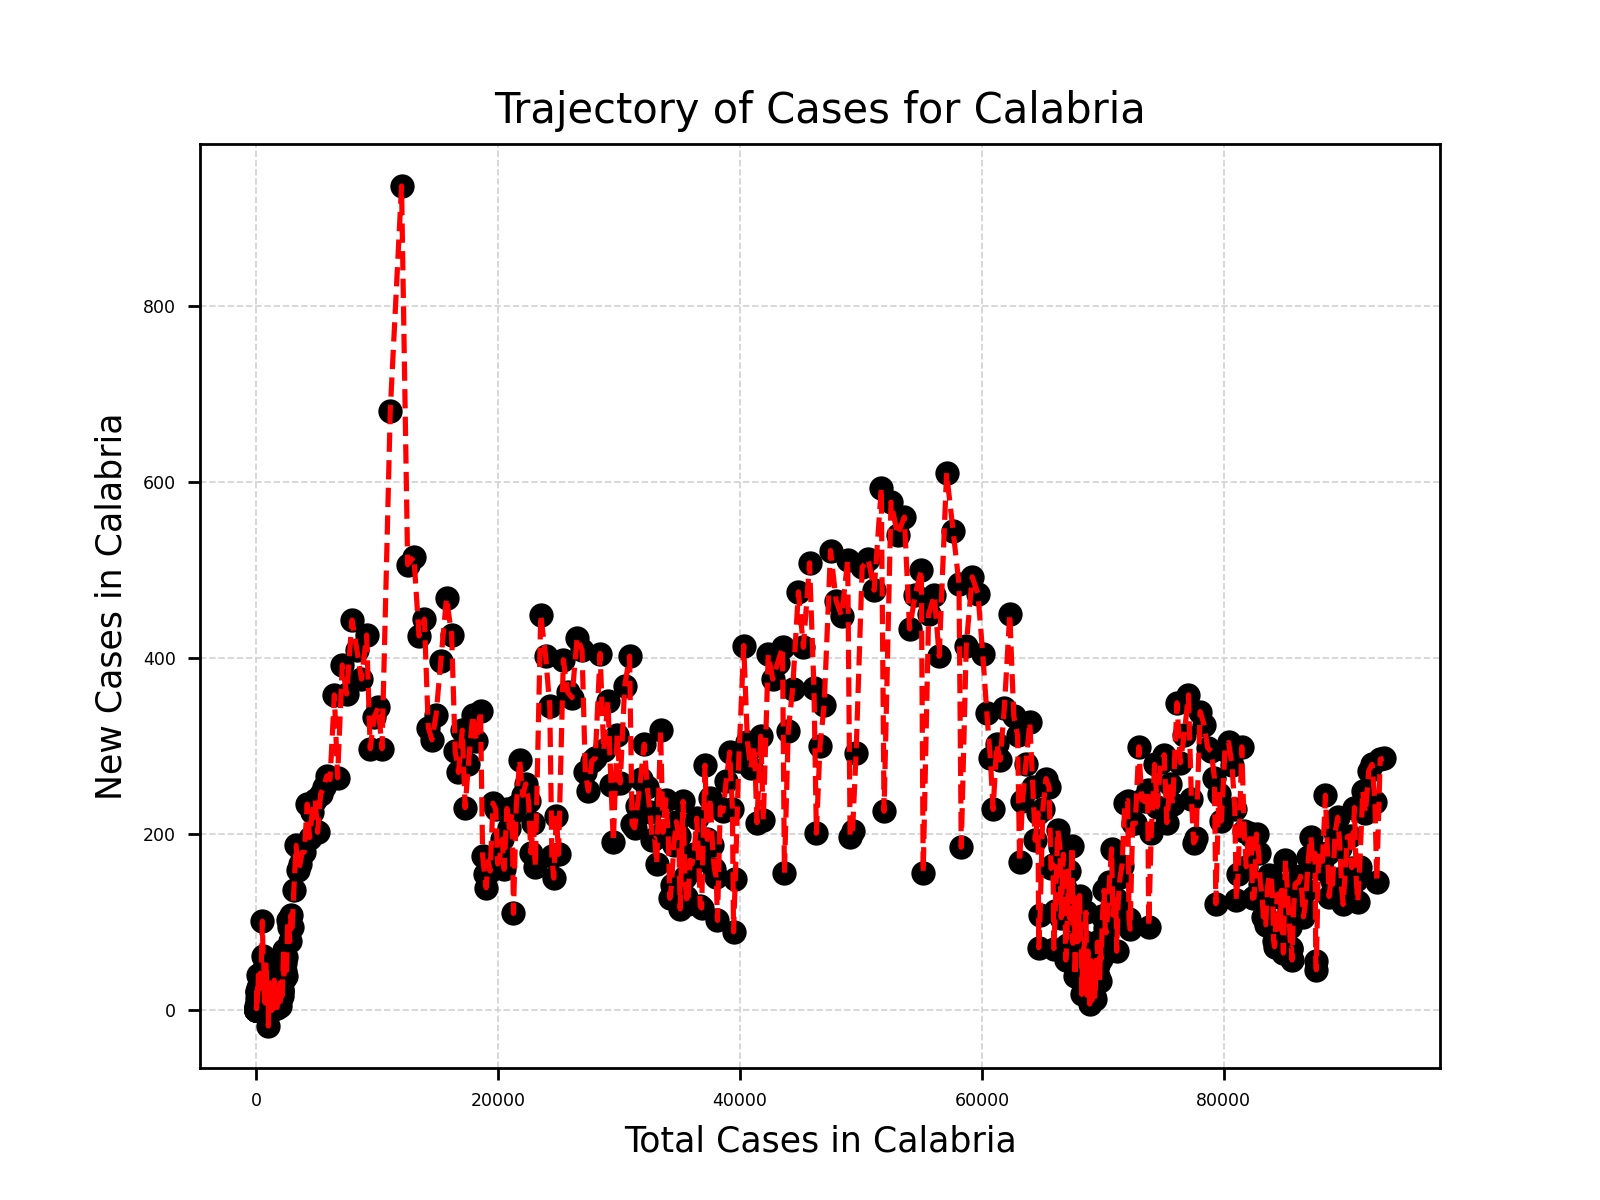 Trajectory of Cases for Calabria
New Cases in Calabria
800
600
400
200
0
0 20000 40000 60000 80000
Total Cases in Calabria